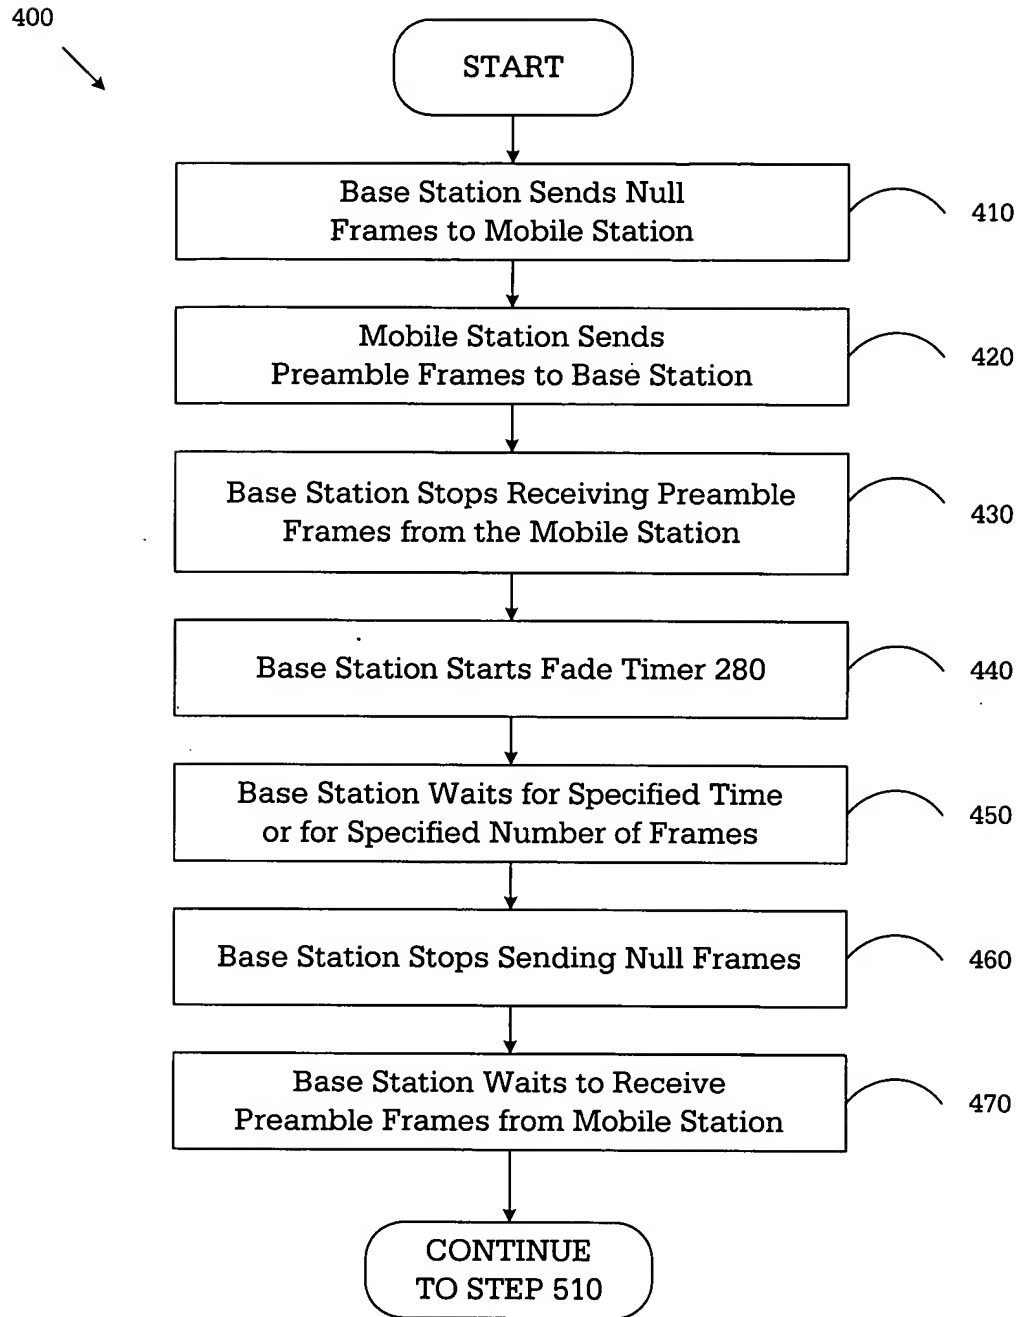 400
START
Base Station Sends Null
Frames to Mobile Station
410
Mobile Station Sends
Preamble Frames to Base Station
420
Base Station Stops Receiving Preamble
Frames from the Mobile Station
430
Base Station Starts Fade Timer 280
440
Base Station Waits for Specified Time
or for Specified Number of Frames
450
Base Station Stops Sending Null Frames
460
Base Station Waits to Receive
Preamble Frames from Mobile Station
470
CONTINUE
TO STEP 510